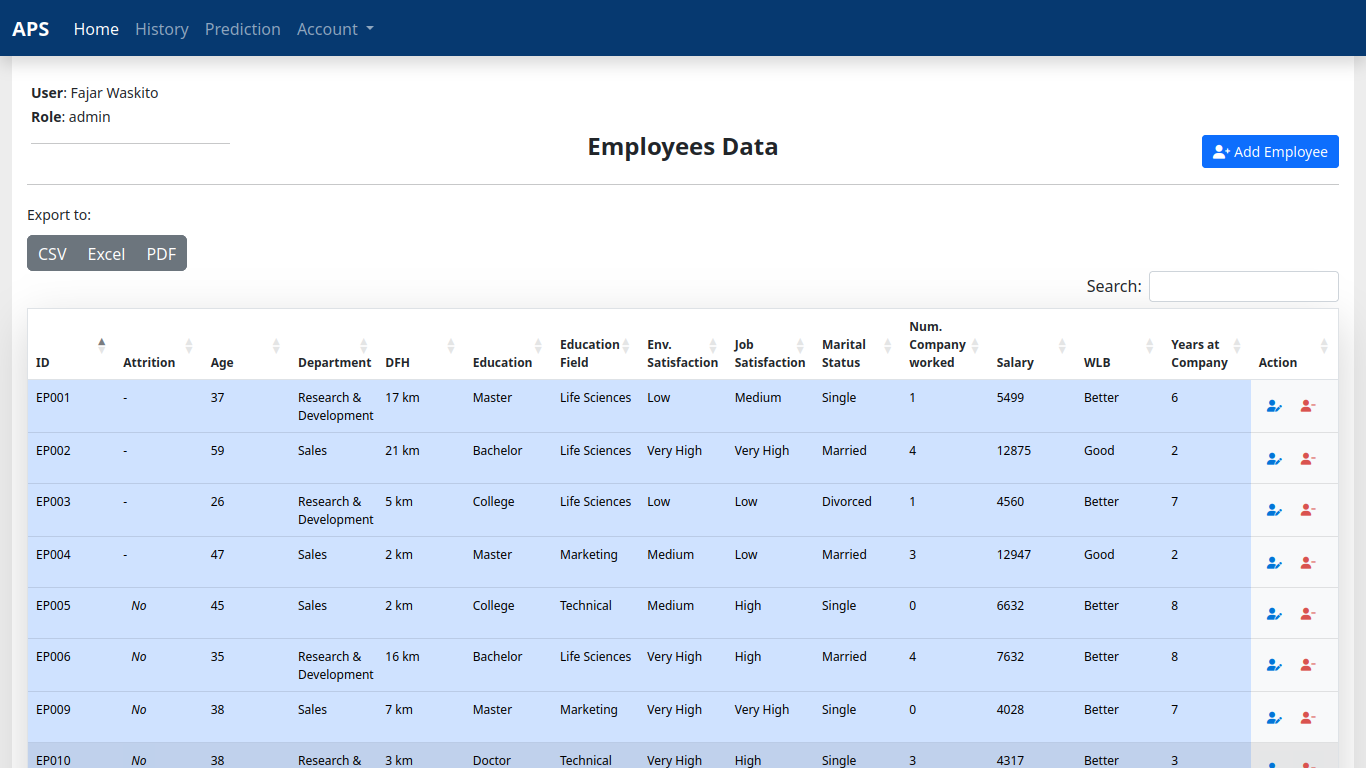 APS Home History Prediction Account
User: Fajar Waskito
Role: admin
Employees Data
Add Employee
Export to:
CSV Excel PDF
Search:
ID Attrition Age Department DFH Education Education Field Env. Satisfaction Job Satisfaction Marital Status Num. Company worked Salary WLB Years at Company Action
EP001 - 37 Research & Development 17 km Master Life Sciences Low Medium Single 1 5499 Better 6
EP002 - 59 Sales 21 km Bachelor Life Sciences Very High Very High Married 4 12875 Good 2
EP003 - 26 Research & Development 5 km College Life Sciences Low Low Divorced 1 4560 Better 7
EP004 - 47 Sales 2 km Master Marketing Medium Low Married 3 12947 Good 2
EP005 No 45 Sales 2 km College Technical Medium High Single 0 6632 Better 8
EP006 No 35 Research & Development 16 km Bachelor Life Sciences Very High High Married 4 7632 Better 8
EP009 No 38 Sales 7 km Master Marketing Very High Very High Single 0 4028 Better 7
EP010 No 38 Research & 3 km Doctor Technical Very High High Single 3 4317 Better 3